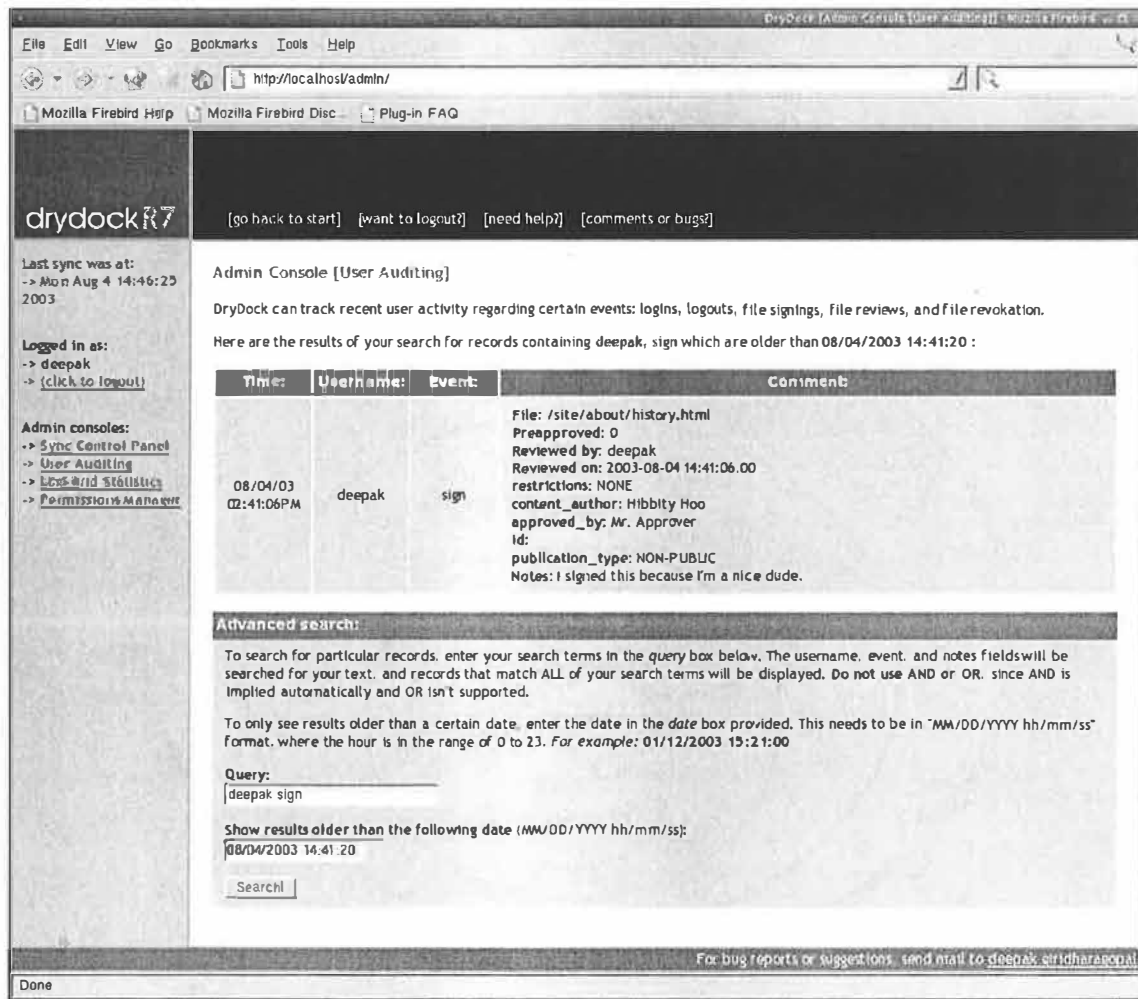 DryDock [Admin Console [User Auditing]] - Mozilla Firebird
File Edit View Go Bookmarks Tools Help
http://localhost/admin/
Mozilla Firebird Help Mozilla Firebird Disc... Plug-in FAQ
drydock R7
[go back to start] [want to logout?] [need help?] [comments or bugs?]
Last sync was at:
-> Mon Aug 4 14:46:25
2003
Logged in as:
-> deepak
-> (click to logout)
Admin consoles:
-> Sync Control Panel
-> User Auditing
-> and Statistics
-> Permissions Manager
Admin Console [User Auditing]
DryDock can track recent user activity regarding certain events: logins, logouts, file signings, file reviews, and file revokation.
Here are the results of your search for records containing deepak, sign which are older than 08/04/2003 14:41:20 :
Time: Username: Event: Comment:
08/04/03
02:41:06PM
deepak
sign
File: /site/about/history.html
Preapproved: 0
Reviewed by: deepak
Reviewed on: 2003-08-04 14:41:06.00
restrictions: NONE
content_author: Hibbity Hoo
approved_by: Mr. Approver
id:
publication_type: NON-PUBLIC
Notes: I signed this because I'm a nice dude.
Advanced search:
To search for particular records, enter your search terms in the query box below. The username, event, and notes fields will be
searched for your text, and records that match ALL of your search terms will be displayed. Do not use AND or OR, since AND is
implied automatically and OR isn't supported.
To only see results older than a certain date, enter the date in the date box provided. This needs to be in "MM/DD/YYYY hh/mm/ss"
format, where the hour is in the range of 0 to 23. For example: 01/12/2003 15:21:00
Query:
deepak sign
Show results older than the following date (MM/DD/YYYY hh/mm/ss):
08/04/2003 14:41:20
Search!
For bug reports or suggestions, send mail to deepak giridharagopal
Done